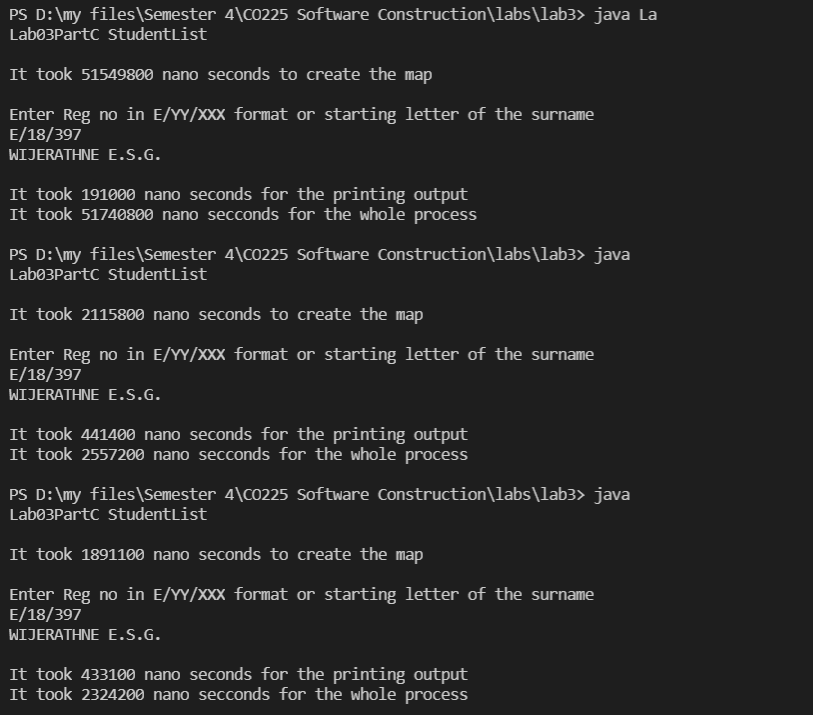 PS D:\my files\Semester 4\CO225 Software Construction\labs\lab3> java La
Lab03PartC StudentList
It took 51549800 nano seconds to create the map
Enter Reg no in E/YY/XXX format or starting letter of the surname
E/18/397
WIJERATHNE E.S.G.
It took 191000 nano seconds for the printing output
It took 51740800 nano secconds for the whole process
PS D:\my files\Semester 4\CO225 Software Construction\labs\lab3> java
Lab03PartC StudentList
It took 2115800 nano seconds to create the map
Enter Reg no in E/YY/XXX format or starting letter of the surname
E/18/397
WIJERATHNE E.S.G.
It took 441400 nano seconds for the printing output
It took 2557200 nano secconds for the whole process
PS D:\my files\Semester 4\CO225 Software Construction\labs\lab3> java
Lab03PartC StudentList
It took 1891100 nano seconds to create the map
Enter Reg no in E/YY/XXX format or starting letter of the surname
E/18/397
WIJERATHNE E.S.G.
It took 433100 nano seconds for the printing output
It took 2324200 nano secconds for the whole process